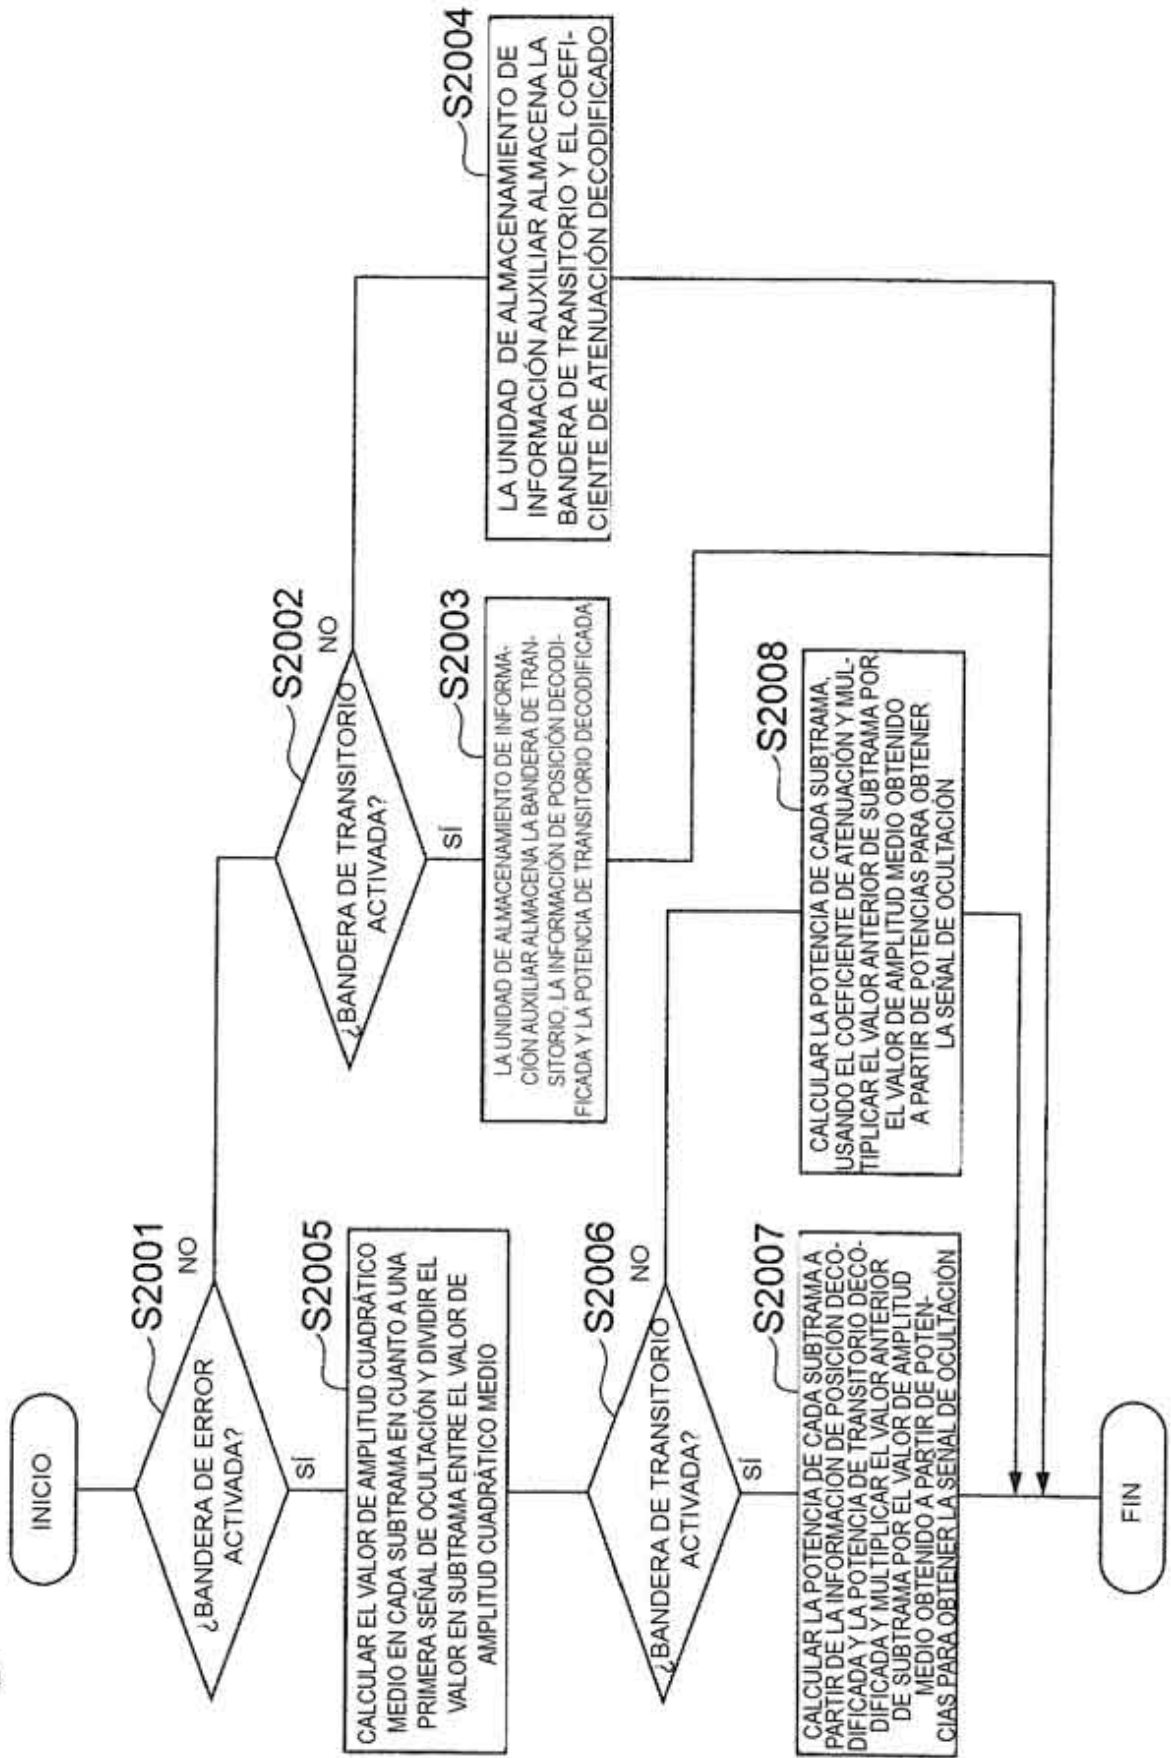 INICIO
S2001
¿BANDERA DE ERROR
ACTIVADA?
NO
SÍ
S2002
¿BANDERA DE TRANSITORIO
ACTIVADA?
NO
SÍ
S2003
LA UNIDAD DE ALMACENAMIENTO DE INFORMA-
CIÓN AUXILIAR ALMACENA LA BANDERA DE TRAN-
SITORIO, LA INFORMACIÓN DE POSICIÓN DECODI-
FICADA Y LA POTENCIA DE TRANSITORIO DECODIFICADA
S2004
LA UNIDAD DE ALMACENAMIENTO DE
INFORMACIÓN AUXILIAR ALMACENA LA
BANDERA DE TRANSITORIO Y EL COEFI-
CIENTE DE ATENUACIÓN DECODIFICADO
S2005
CALCULAR EL VALOR DE AMPLITUD CUADRÁTICO
MEDIO EN CADA SUBTRAMA EN CUANTO A UNA
PRIMERA SEÑAL DE OCULTACIÓN Y DIVIDIR EL
VALOR EN SUBTRAMA ENTRE EL VALOR DE
AMPLITUD CUADRÁTICO MEDIO
S2006
¿BANDERA DE TRANSITORIO
ACTIVADA?
NO
SÍ
S2007
CALCULAR LA POTENCIA DE CADA SUBTRAMA A
PARTIR DE LA INFORMACIÓN DE POSICIÓN DECO-
DIFICADA Y LA POTENCIA DE TRANSITORIO DECO-
DIFICADA Y MULTIPLICAR EL VALOR ANTERIOR
DE SUBTRAMA POR EL VALOR DE AMPLITUD
MEDIO OBTENIDO A PARTIR DE POTEN-
CIAS PARA OBTENER LA SEÑAL DE OCULTACIÓN
S2008
CALCULAR LA POTENCIA DE CADA SUBTRAMA,
USANDO EL COEFICIENTE DE ATENUACIÓN Y MUL-
TIPLICAR EL VALOR ANTERIOR DE SUBTRAMA POR
EL VALOR DE AMPLITUD MEDIO OBTENIDO
A PARTIR DE POTENCIAS PARA OBTENER
LA SEÑAL DE OCULTACIÓN
FIN